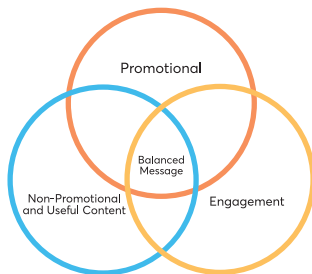 Promotional
Balanced
Message
Non-Promotional
and Useful Content
Engagement